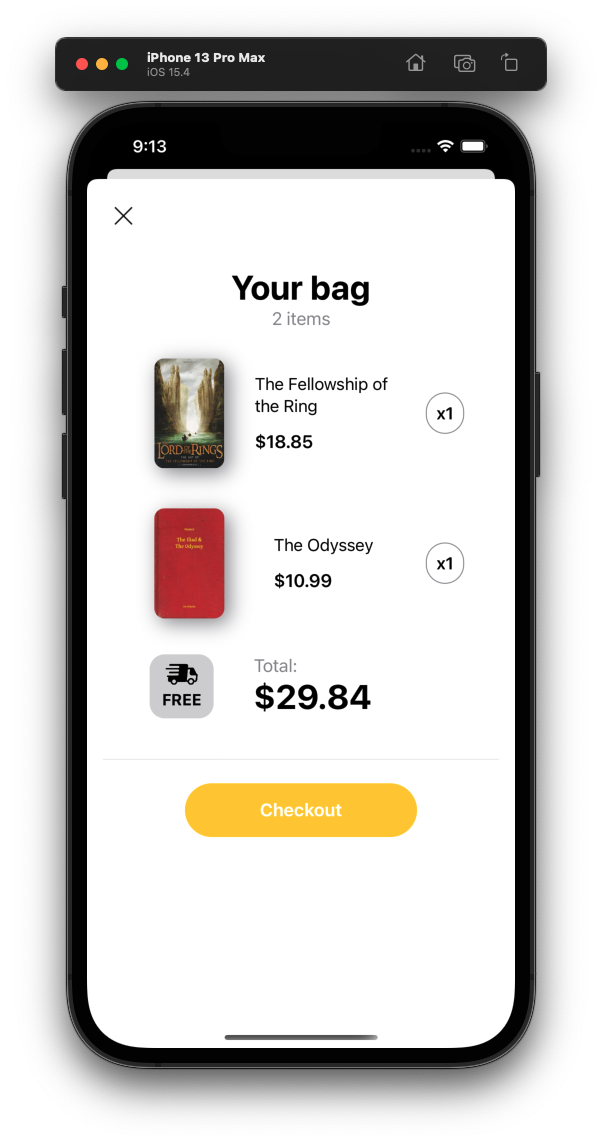 iPhone 13 Pro Max
iOS 15.4
9:13
Your bag
2 items
LORD OF THE RINGS
The Fellowship of
the Ring
$18.85
x1
The Iliad &
The Odyssey
The Odyssey
$10.99
x1
FREE
Total:
$29.84
Checkout